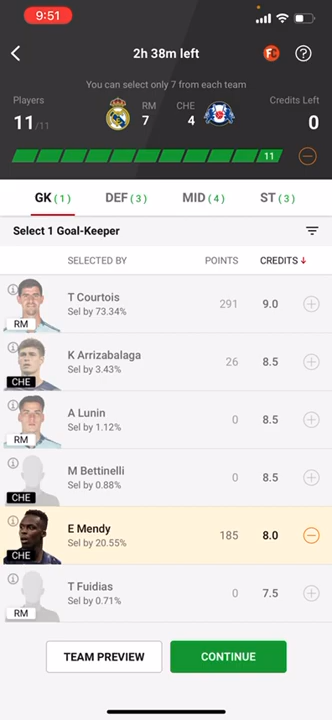 9:51
2h 38m left
FC
?
You can select only 7 from each team
Players
RM
CHE
Credits Left
11/11
7
4
0
11
GK (1)
DEF (3)
MID (4)
ST (3)
Select 1 Goal-Keeper
SELECTED BY
POINTS
CREDITS ↓
i
T Courtois
Sel by 73.34%
291
9.0
RM
i
K Arrizabalaga
Sel by 3.43%
26
8.5
CHE
i
A Lunin
Sel by 1.12%
0
8.5
RM
i
M Bettinelli
Sel by 0.88%
0
8.5
CHE
i
E Mendy
Sel by 20.55%
185
8.0
CHE
i
T Fuidias
Sel by 0.71%
0
7.5
RM
TEAM PREVIEW
CONTINUE